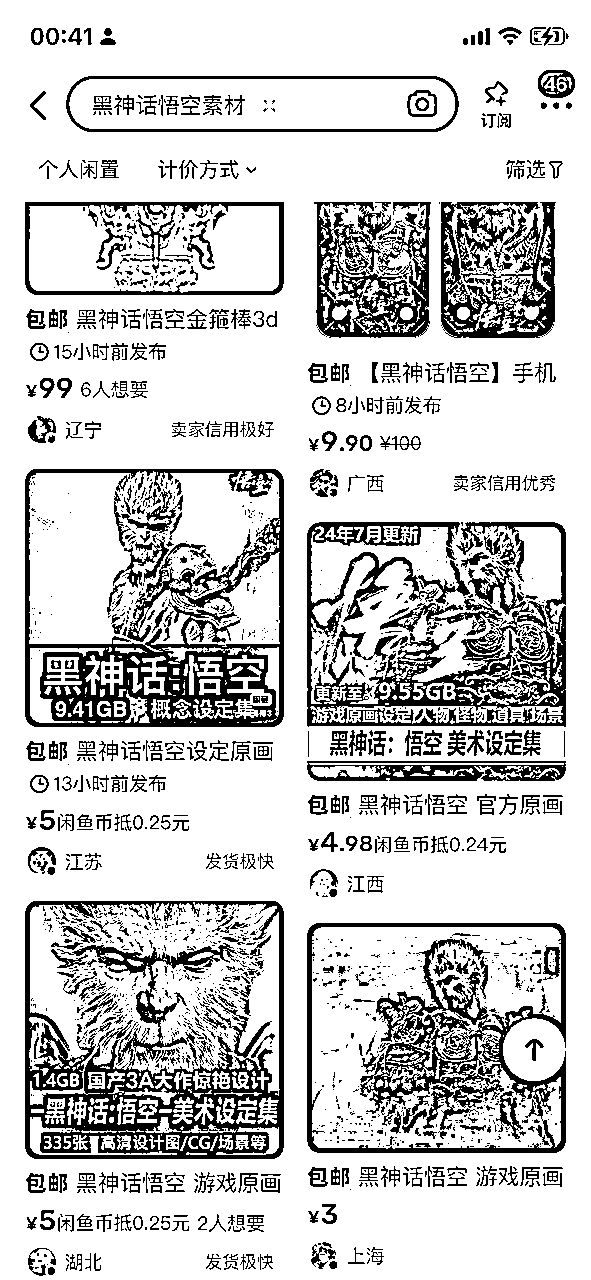 00:41
黑神话悟空素材
订阅
46
个人闲置
计价方式
筛选
包邮 黑神话悟空金箍棒3d
15小时前发布
¥99 6人想要
辽宁
卖家信用极好
悟空
黑神话:悟空
9.41GB
概念设定集
包邮 黑神话悟空设定原画
13小时前发布
¥5闲鱼币抵0.25元
江苏
发货极快
1.4GB 国产3A大作惊艳设计
黑神话:悟空 美术设定集
335张 高清设计图/CG/场景等
包邮 黑神话悟空 游戏原画
¥5闲鱼币抵0.25元 2人想要
湖北
发货极快
包邮 【黑神话悟空】手机
8小时前发布
¥9.90 ¥100
广西
卖家信用优秀
24年7月更新
悟空
更新至 9.55GB
游戏原画设定/人物 怪物 道具 场景
黑神话:悟空 美术设定集
包邮 黑神话悟空 官方原画
¥4.98闲鱼币抵0.24元
江西
包邮 黑神话悟空 游戏原画
¥3
上海